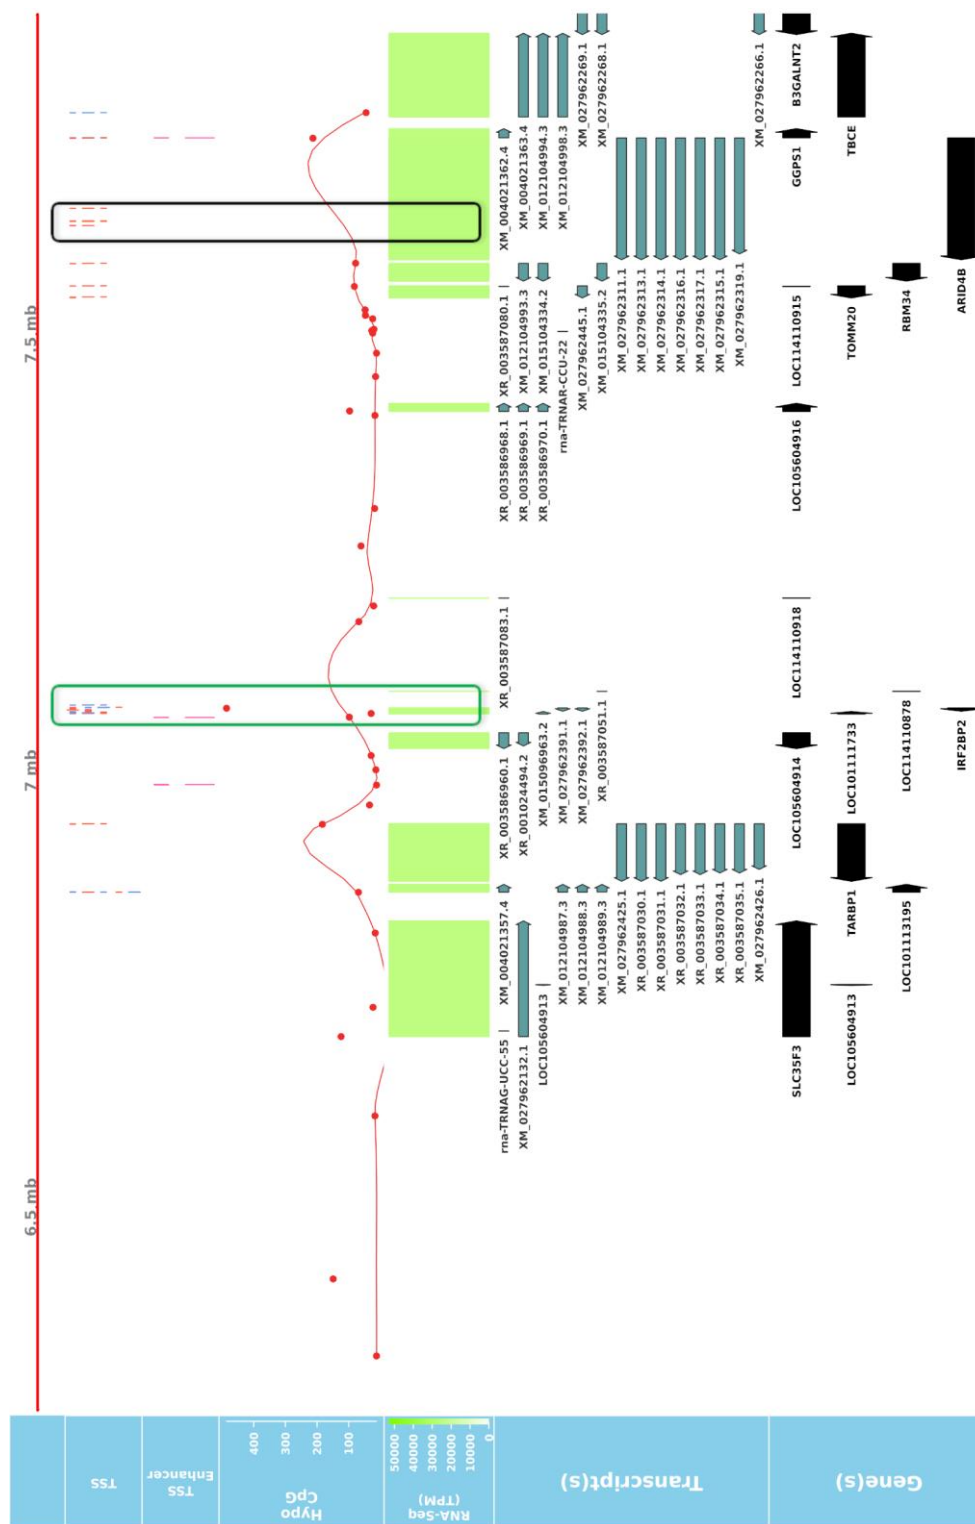 6.5 mb
7 mb
7.5 mb
TSS
TSS
Enhancer
Hypo
CpG
400
300
200
100
RNA-Seq
(TPM)
50000
40000
30000
20000
10000
0
Transcript(s)
rna-TRNAG-UCC-55
XM_004021357.4
XR_003586960.1
XR_003587083.1
XR_003586968.1
XR_003587080.1
XM_004021362.4
XM_027962132.1
XR_001024494.2
XR_003586969.1
XM_012104993.3
XM_004021363.4
LOC105604913
XM_015096963.2
XR_003586970.1
XM_015104334.2
XM_012104994.3
XM_012104987.3
XM_027962391.1
rna-TRNAR-CCU-22
XM_012104998.3
XM_012104988.3
XM_027962392.1
XM_027962445.1
XM_027962269.1
XM_012104989.3
XR_003587051.1
XM_015104335.2
XM_027962268.1
XM_027962425.1
XM_027962311.1
XR_003587030.1
XM_027962313.1
XR_003587031.1
XM_027962314.1
XR_003587032.1
XM_027962316.1
XR_003587033.1
XM_027962317.1
XR_003587034.1
XM_027962315.1
XR_003587035.1
XM_027962319.1
XM_027962426.1
XM_027962266.1
Gene(s)
SLC35F3
LOC105604914
LOC114110918
LOC105604916
LOC114110915
GGPS1
B3GALNT2
LOC105604913
TARBP1
LOC101111733
TOMM20
TBCE
LOC101113195
LOC114110878
RBM34
IRF2BP2
ARID4B